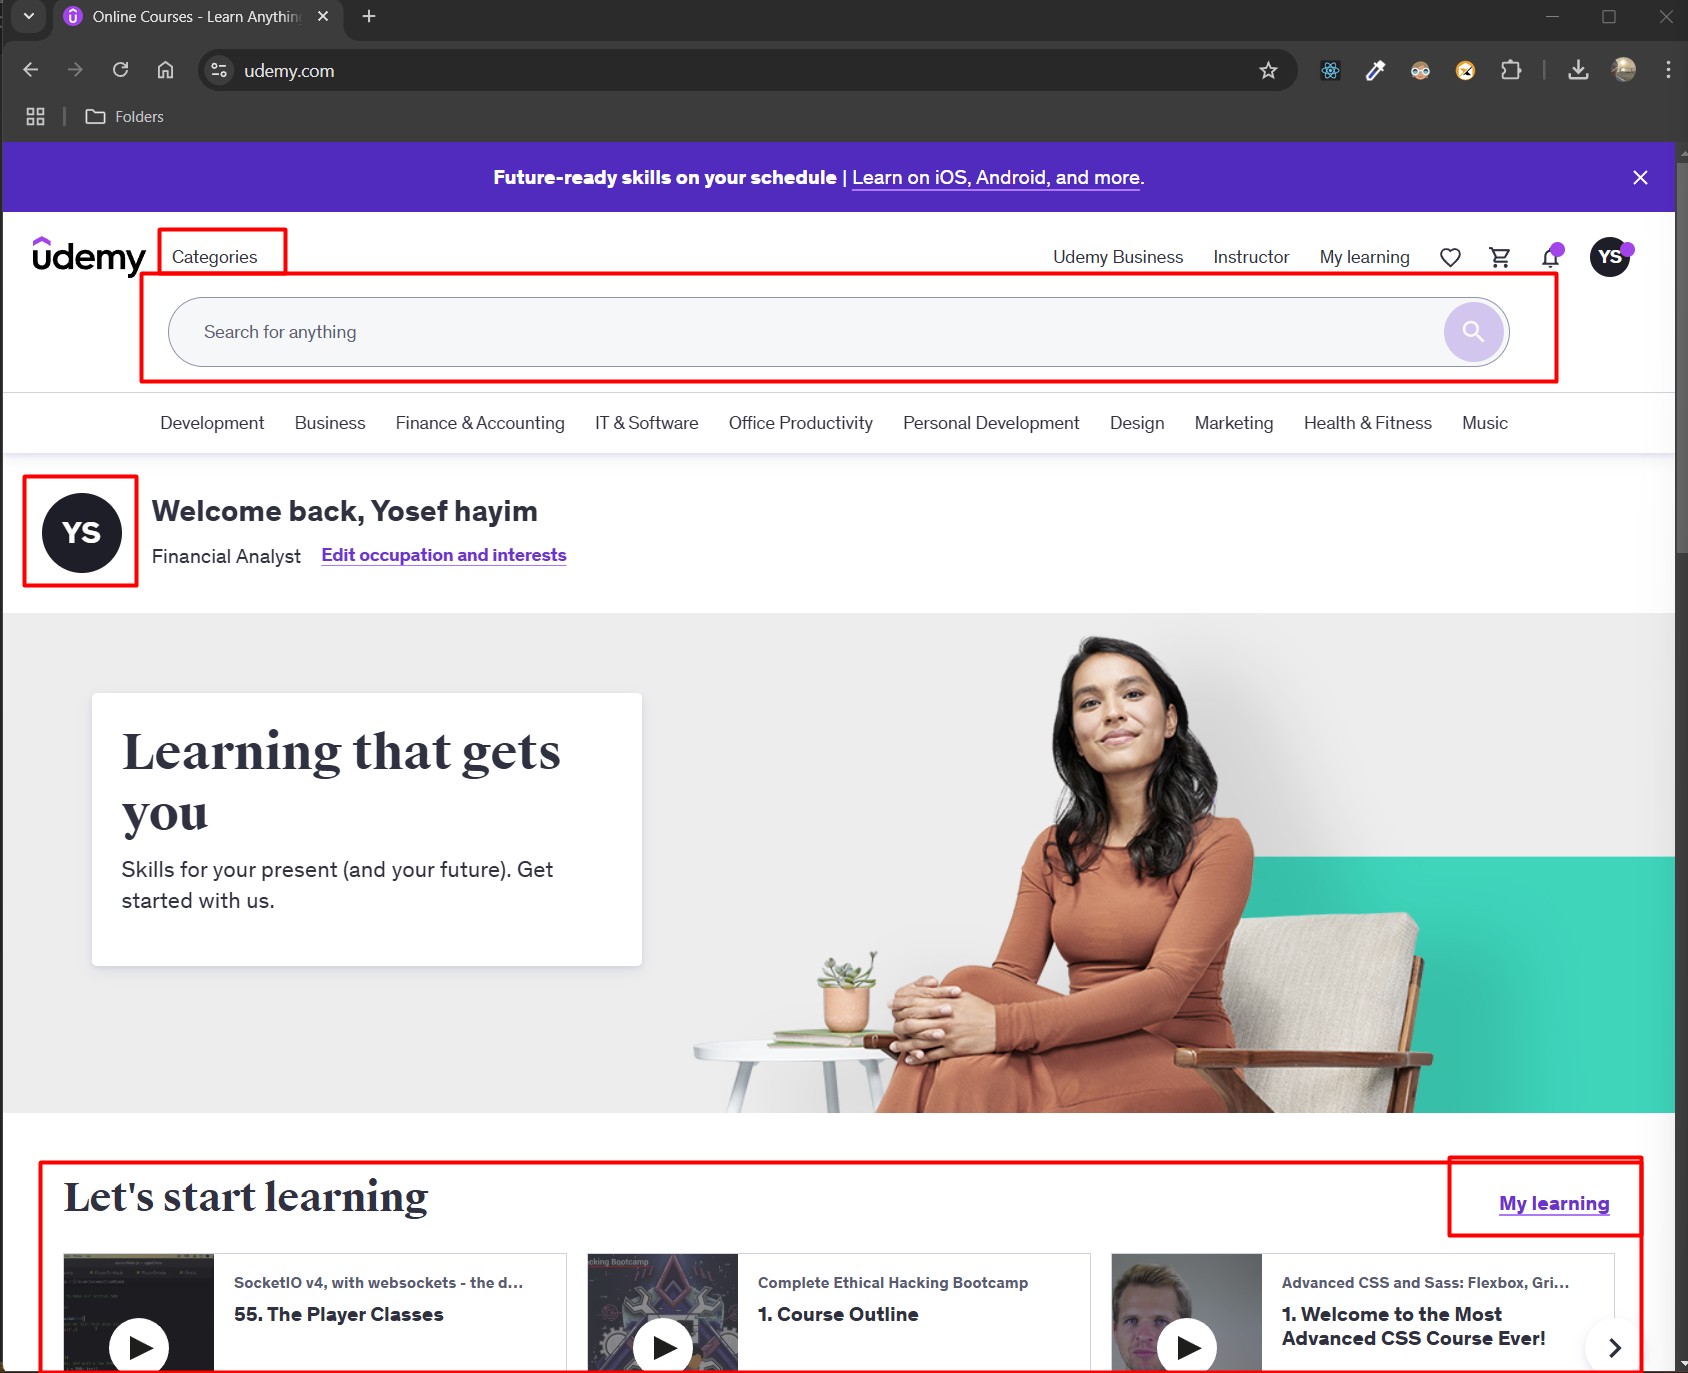 Online Courses - Learn Anythin
udemy.com
Folders
Future-ready skills on your schedule | Learn on iOS, Android, and more.
udemy
Categories
Udemy Business
Instructor
My learning
YS
Search for anything
Development
Business
Finance & Accounting
IT & Software
Office Productivity
Personal Development
Design
Marketing
Health & Fitness
Music
YS
Welcome back, Yosef hayim
Financial Analyst
Edit occupation and interests
Learning that gets
you
Skills for your present (and your future). Get
started with us.
Let's start learning
My learning
SocketIO v4, with websockets - the d...
55. The Player Classes
cking Bootcamp
Complete Ethical Hacking Bootcamp
1. Course Outline
Advanced CSS and Sass: Flexbox, Gri...
1. Welcome to the Most
Advanced CSS Course Ever!